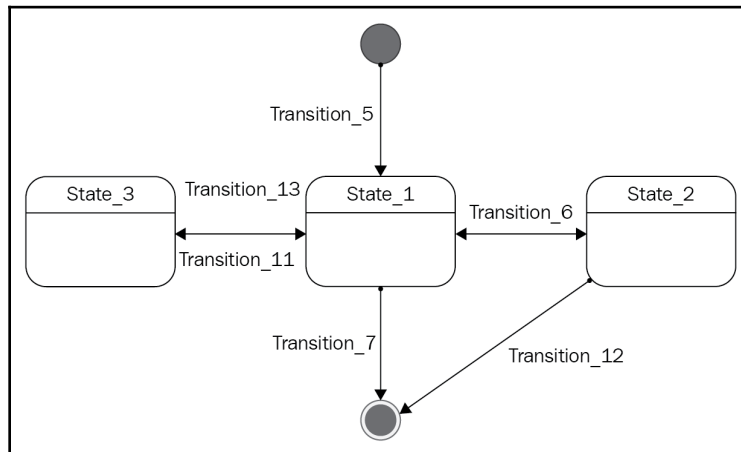 Transition_5
State_3
Transition_13
State_1
Transition_6
State_2
Transition_11
Transition_7
Transition_12